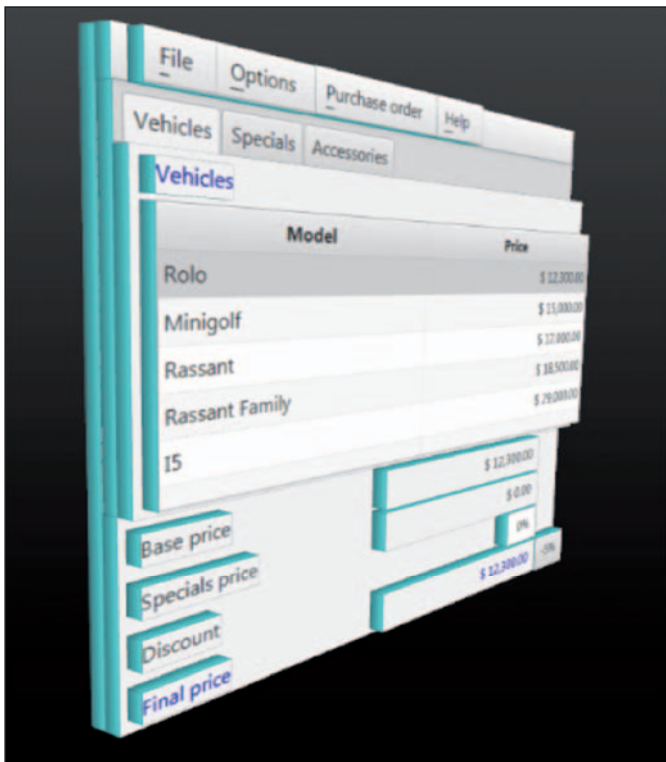 File Options Purchase order Help
Vehicles Specials Accessories
Vehicles
Model Price
Rolo $ 12,300.00
Minigolf $ 15,000.00
Rassant $ 17,000.00
Rassant Family $ 18,500.00
I5 $ 29,000.00
Base price $ 12,300.00
Specials price $ 0.00
Discount 0% -5%
Final price $ 12,300.00